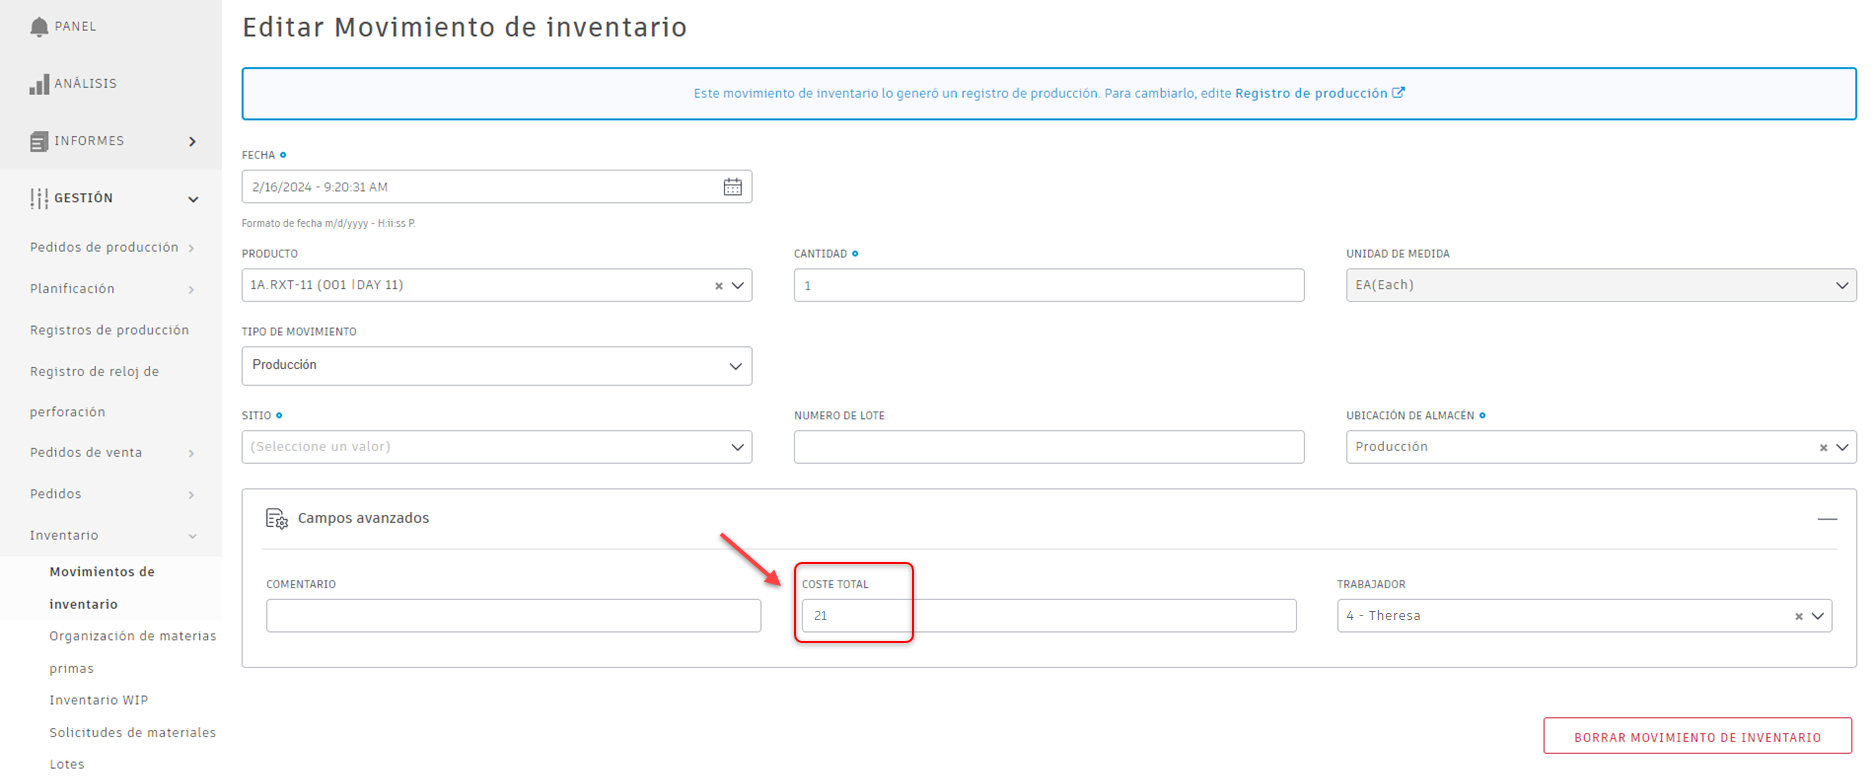 PANEL
ANÁLISIS
INFORMES
GESTIÓN
Pedidos de producción
Planificación
Registros de producción
Registro de reloj de
perforación
Pedidos de venta
Pedidos
Inventario
Movimientos de
inventario
Organización de materias
primas
Inventario WIP
Solicitudes de materiales
Lotes
Editar Movimiento de inventario
Este movimiento de inventario lo generó un registro de producción. Para cambiarlo, edite Registro de producción
FECHA
2/16/2024 - 9:20:31 AM
Formato de fecha m/d/yyyy - H:ii:ss P.
PRODUCTO
1A.RXT-11 (001 |DAY 11)
CANTIDAD
1
UNIDAD DE MEDIDA
EA(Each)
TIPO DE MOVIMIENTO
Producción
SITIO
(Seleccione un valor)
NUMERO DE LOTE
UBICACIÓN DE ALMACÉN
Producción
Campos avanzados
COMENTARIO
COSTE TOTAL
21
TRABAJADOR
4 - Theresa
BORRAR MOVIMIENTO DE INVENTARIO